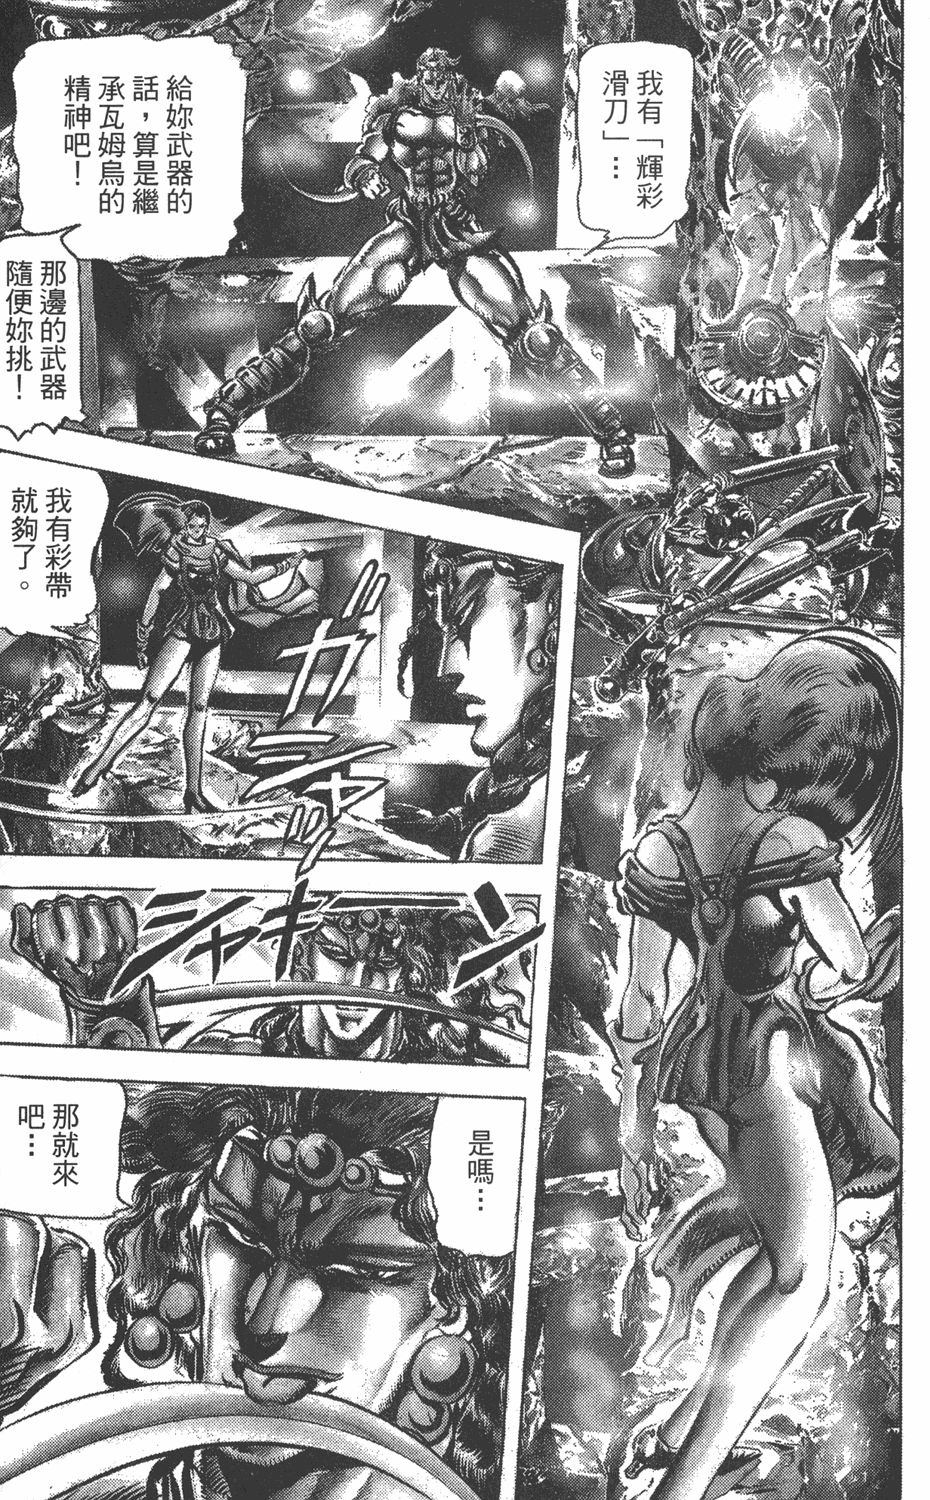 我有「輝彩
滑刀」…
給妳武器的
話，算是繼
承瓦姆烏的
精神吧！
那邊的武器
隨便妳挑！
我有彩帶
就夠了。
ガシャ
シャキーン
是嗎…
那就來
吧…